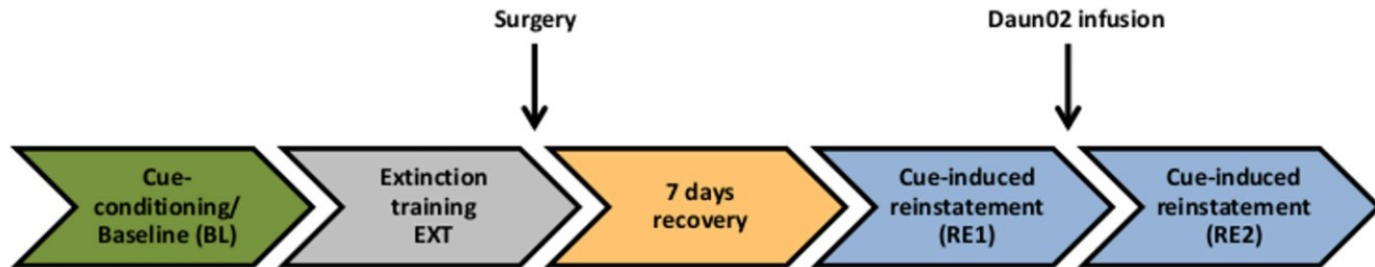 Surgery
Daun02 infusion
Cue-
conditioning/
Baseline (BL)
Extinction
training
EXT
7 days
recovery
Cue-induced
reinstatement
(RE1)
Cue-induced
reinstatement
(RE2)